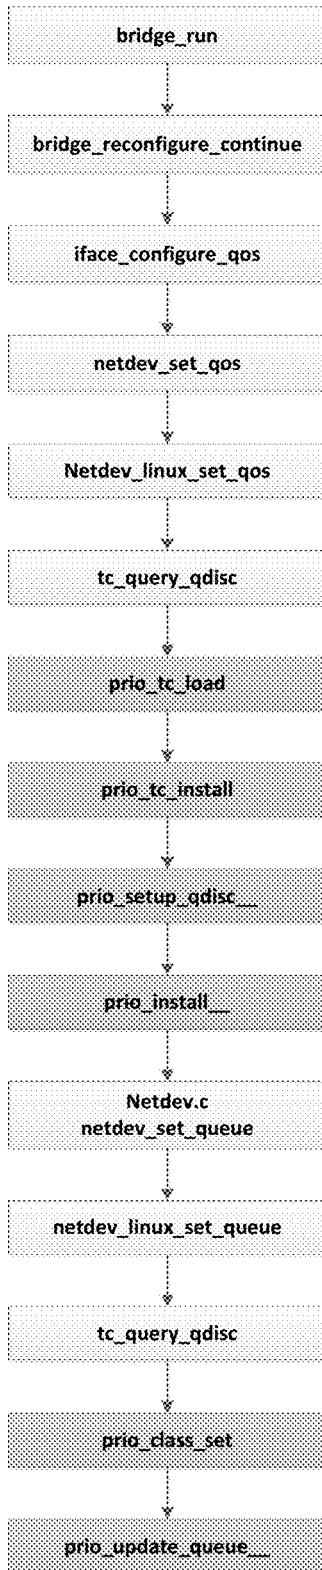 bridge_run
bridge_reconfigure_continue
iface_configure_qos
netdev_set_qos
Netdev_linux_set_qos
tc_query_qdisc
prio_tc_load
prio_tc_install
prio_setup_qdisc__
prio_install__
Netdev.c
netdev_set_queue
netdev_linux_set_queue
tc_query_qdisc
prio_class_set
prio_update_queue__